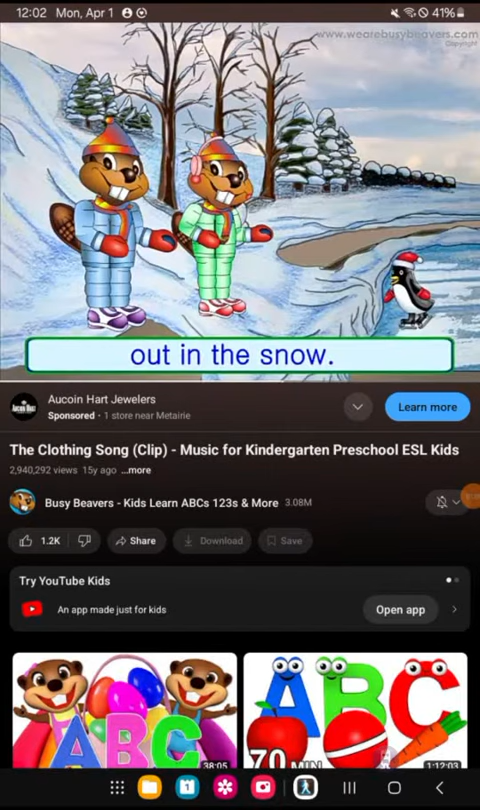 12:02 Mon, Apr 1 41%
www.wearebusybeavers.com
Copyright
out in the snow.
Aucoin Hart Jewelers
Sponsored • 1 store near Metairie
Learn more
The Clothing Song (Clip) - Music for Kindergarten Preschool ESL Kids
2,940,292 views 15y ago ...more
Busy Beavers - Kids Learn ABCs 123s & More 3.08M
1.2K Share Download Save
Try YouTube Kids
An app made just for kids
Open app
ABC
38:05
ABC
70 MIN
1:12:03